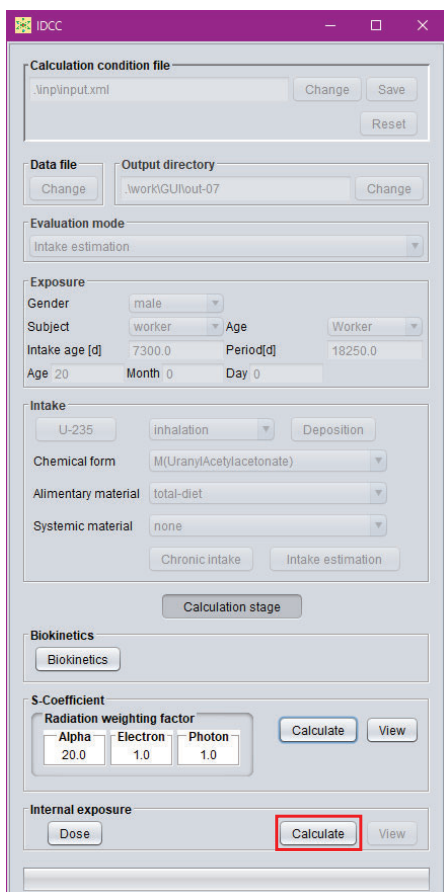 IDCC
Calculation condition file
.\inp\input.xml Change Save
Reset
Data file Output directory
Change .\work\GUI\out-07 Change
Evaluation mode
Intake estimation
Exposure
Gender male
Subject worker Age Worker
Intake age [d] 7300.0 Period[d] 18250.0
Age 20 Month 0 Day 0
Intake
U-235 inhalation Deposition
Chemical form M(UranylAcetylacetonate)
Alimentary material total-diet
Systemic material none
Chronic intake Intake estimation
Calculation stage
Biokinetics
Biokinetics
S-Coefficient
Radiation weighting factor
Alpha Electron Photon Calculate View
20.0 1.0 1.0
Internal exposure
Dose Calculate View